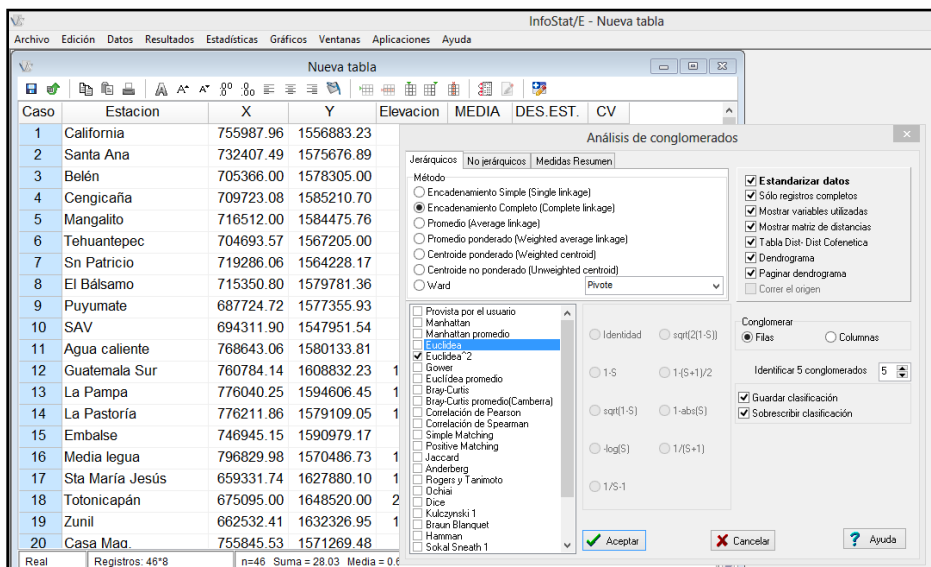 InfoStat/E - Nueva tabla
Archivo Edición Datos Resultados Estadísticas Gráficos Ventanas Aplicaciones Ayuda
Nueva tabla
Caso Estacion X Y Elevacion MEDIA DES.EST. CV
1 California 755987.96 1556883.23
2 Santa Ana 732407.49 1575676.89
3 Belén 705366.00 1578305.00
4 Cengicaña 709723.08 1585210.70
5 Mangalito 716512.00 1584475.76
6 Tehuantepec 704693.57 1567205.00
7 Sn Patricio 719286.06 1564228.17
8 El Bálsamo 715350.80 1579781.36
9 Puyumate 687724.72 1577355.93
10 SAV 694311.90 1547951.54
11 Agua caliente 768643.06 1580133.81
12 Guatemala Sur 760784.14 1608832.23 1
13 La Pampa 776040.25 1594606.45 1
14 La Pastoría 776211.86 1579109.05 1
15 Embalse 746945.15 1590979.17
16 Media legua 796829.98 1570486.73 1
17 Sta María Jesús 659331.74 1627880.10 1
18 Totonicapán 675095.00 1648520.00 2
19 Zunil 662532.41 1632326.95 1
20 Casa Mag. 755845.53 1571269.48
Real Registros: 46*8 n=46 Suma = 28.03 Media = 0.6
Análisis de conglomerados
Jerárquicos No jerárquicos Medidas Resumen
Método
Encadenamiento Simple (Single linkage)
Encadenamiento Completo (Complete linkage)
Promedio (Average linkage)
Promedio ponderado (Weighted average linkage)
Centroide ponderado (Weighted centroid)
Centroide no ponderado (Unweighted centroid)
Ward
Pivote
Estandarizar datos
Sólo registros completos
Mostrar variables utilizadas
Mostrar matriz de distancias
Tabla Dist- Dist Cofenetica
Dendrograma
Paginar dendrograma
Correr el origen
Provista por el usuario
Manhattan
Manhattan promedio
Euclidea
Euclidea^2
Gower
Euclídea promedio
Bray-Curtis
Bray-Curtis promedio(Camberra)
Correlación de Pearson
Correlación de Spearman
Simple Matching
Positive Matching
Jaccard
Anderberg
Rogers y Tanimoto
Ochiai
Dice
Kulczynski 1
Braun Blanquet
Hamman
Sokal Sneath 1
Identidad sqrt(2(1-S))
1-S 1-(S+1)/2
sqrt(1-S) 1-abs(S)
-log(S) 1/(S+1)
1/S-1
Conglomerar
Filas Columnas
Identificar 5 conglomerados 5
Guardar clasificación
Sobrescribir clasificación
Aceptar Cancelar Ayuda